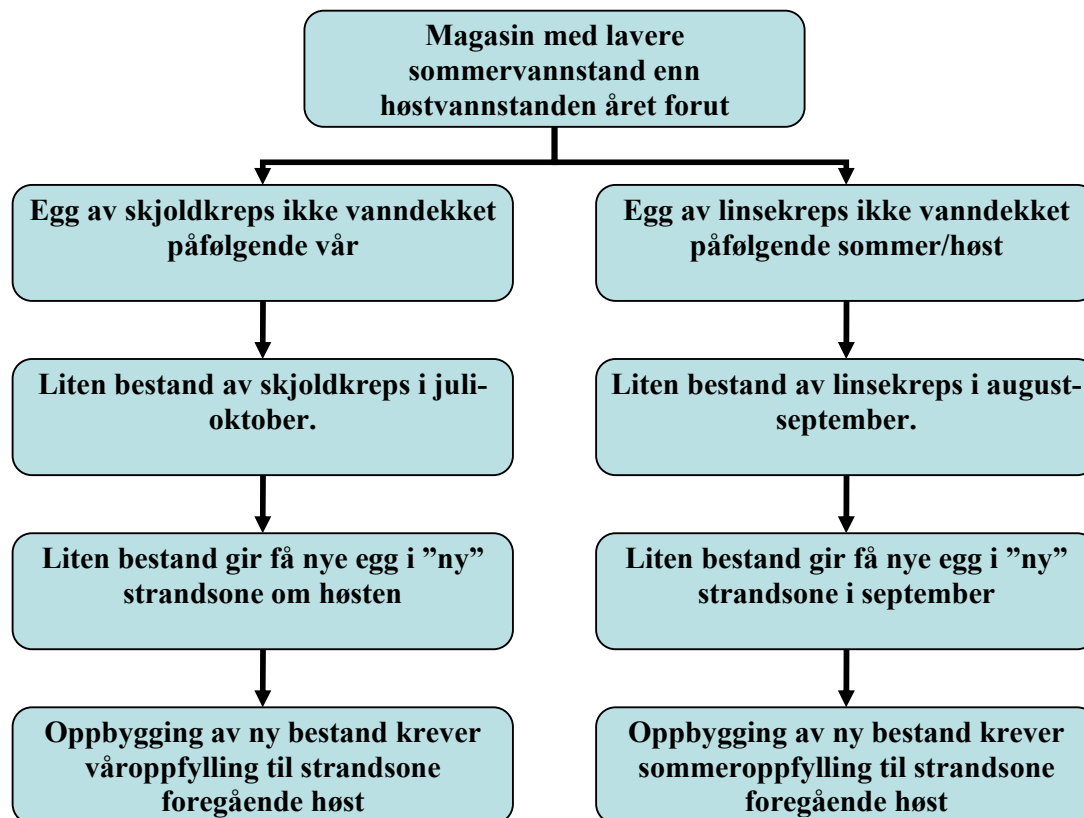 Magasin med lavere
sommervannstand enn
høstvannstanden året forut
Egg av skjoldkreps ikke vanndekket
påfølgende vår
Egg av linsekreps ikke vanndekket
påfølgende sommer/høst
Liten bestand av skjoldkreps i juli-
oktober.
Liten bestand av linsekreps i august-
september.
Liten bestand gir få nye egg i ”ny”
strandsone om høsten
Liten bestand gir få nye egg i ”ny”
strandsone i september
Oppbygging av ny bestand krever
våroppfylling til strandsone
foregående høst
Oppbygging av ny bestand krever
sommeroppfylling til strandsone
foregående høst